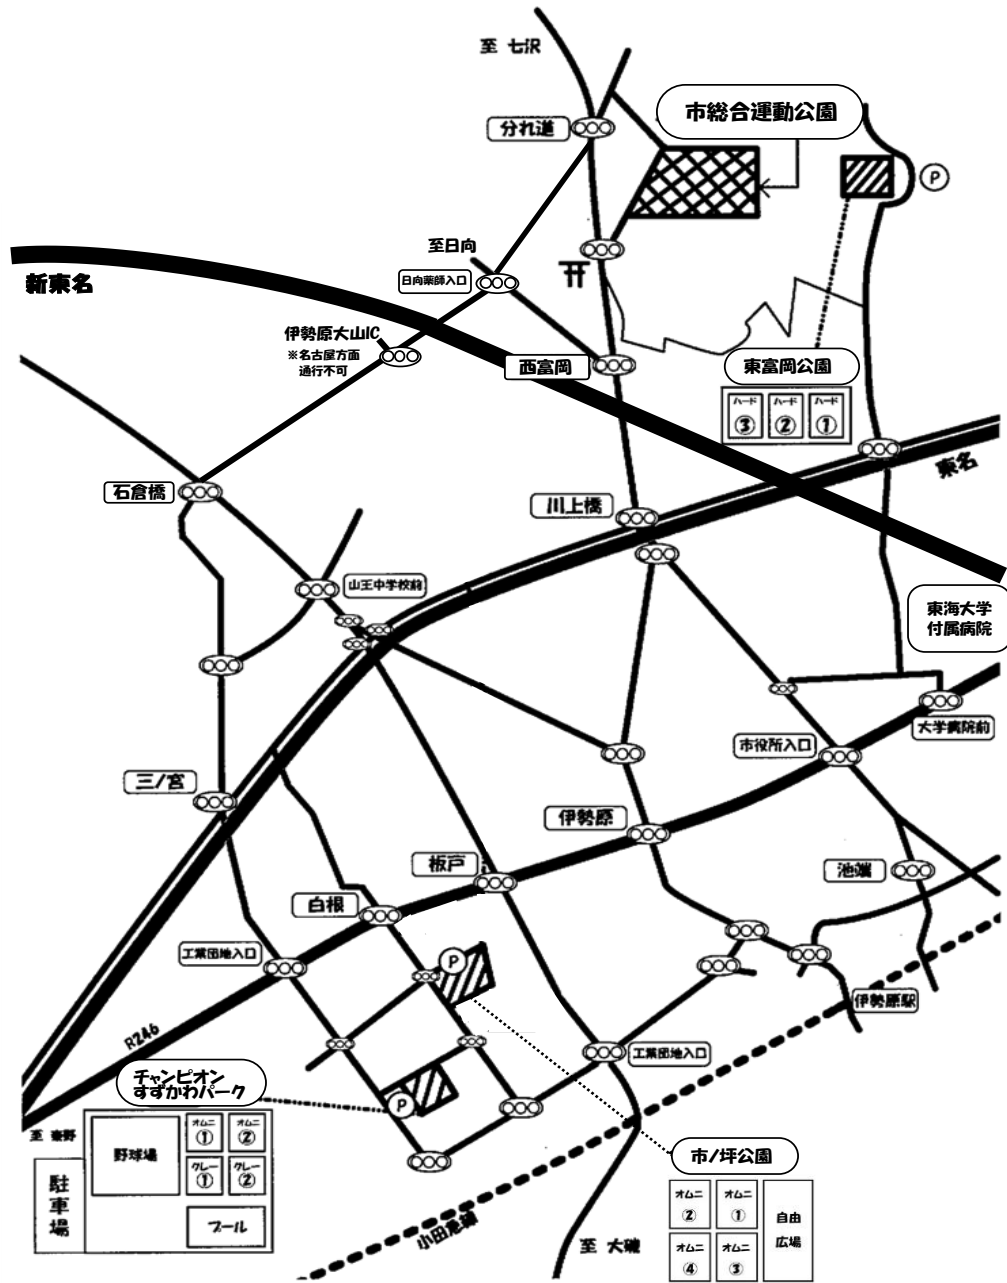 至 七沢
市総合運動公園
分れ道
P
至日向
日向薬師入口
新東名
伊勢原大山IC
※名古屋方面
通行不可
西富岡
東富岡公園
ハード
③
ハード
②
ハード
①
東名
石倉橋
川上橋
山王中学校前
東海大学
付属病院
大学病院前
市役所入口
三ノ宮
伊勢原
板戸
池端
白根
工業団地入口
P
伊勢原駅
R246
工業団地入口
チャンピオン
すずかわパーク
P
至 秦野
野球場
オムニ
①
オムニ
②
クレー
①
クレー
②
駐車場
プール
小田急線
至 大磯
市ノ坪公園
オムニ
②
オムニ
①
オムニ
④
オムニ
③
自由
広場